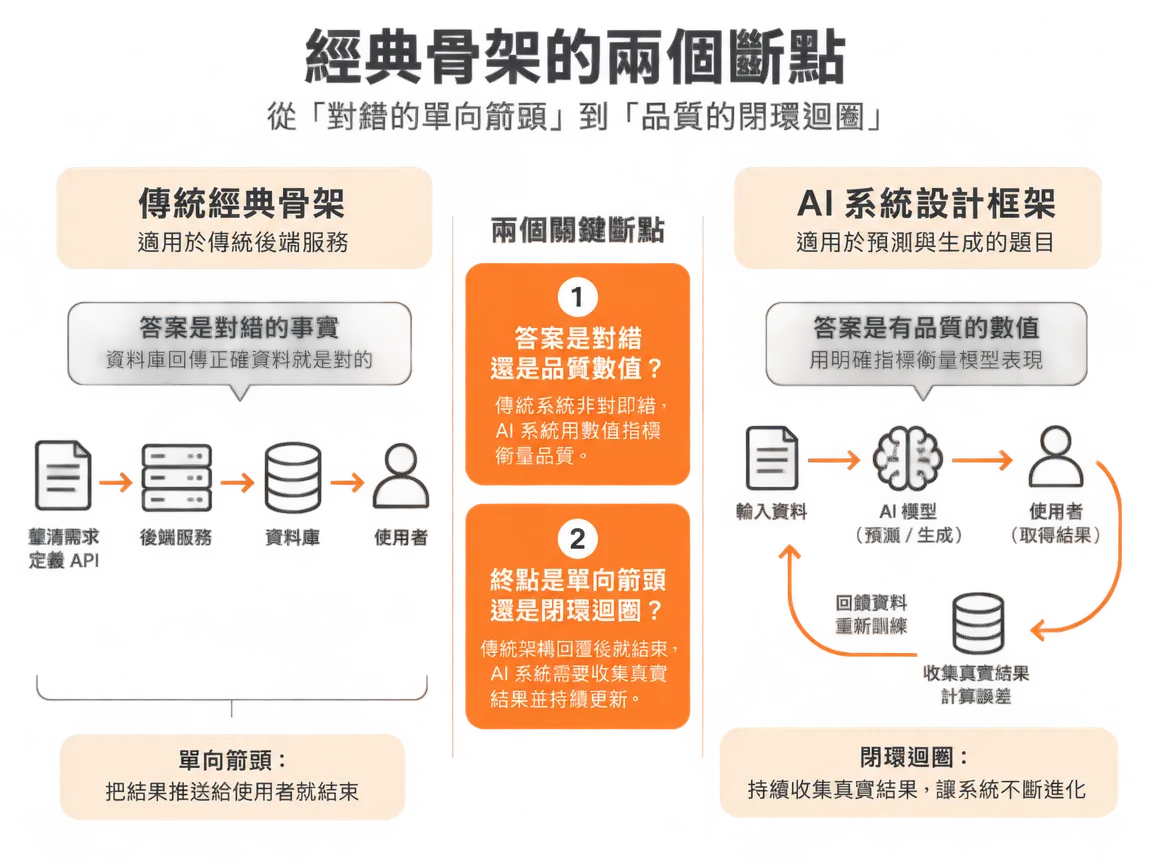 經典骨架的兩個斷點
從「對錯的單向箭頭」到「品質的閉環迴圈」
傳統經典骨架
適用於傳統後端服務
答案是對錯的事實
資料庫回傳正確資料就是對的
清需求
定義 API
後端服務
資料庫
使用者
單向箭頭：
把結果推送給使用者就結束
兩個關鍵斷點
1
答案是對錯
還是品質數值？
傳統系統非對即錯，
AI 系統用數值指標
衡量品質。
2
終點是單向箭頭
還是閉環迴圈？
傳統架構回覆後就結束，
AI 系統需要收集真實
結果並持續更新。
AI 系統設計框架
適用於預測與生成的題目
答案是有品質的數值
用明確指標衡量模型表現
輸入資料
AI 模型
（預測 / 生成）
使用者
（取得結果）
回饋資料
重新訓練
收集真實結果
計算誤差
閉環迴圈：
持續收集真實結果，讓系統不斷進化